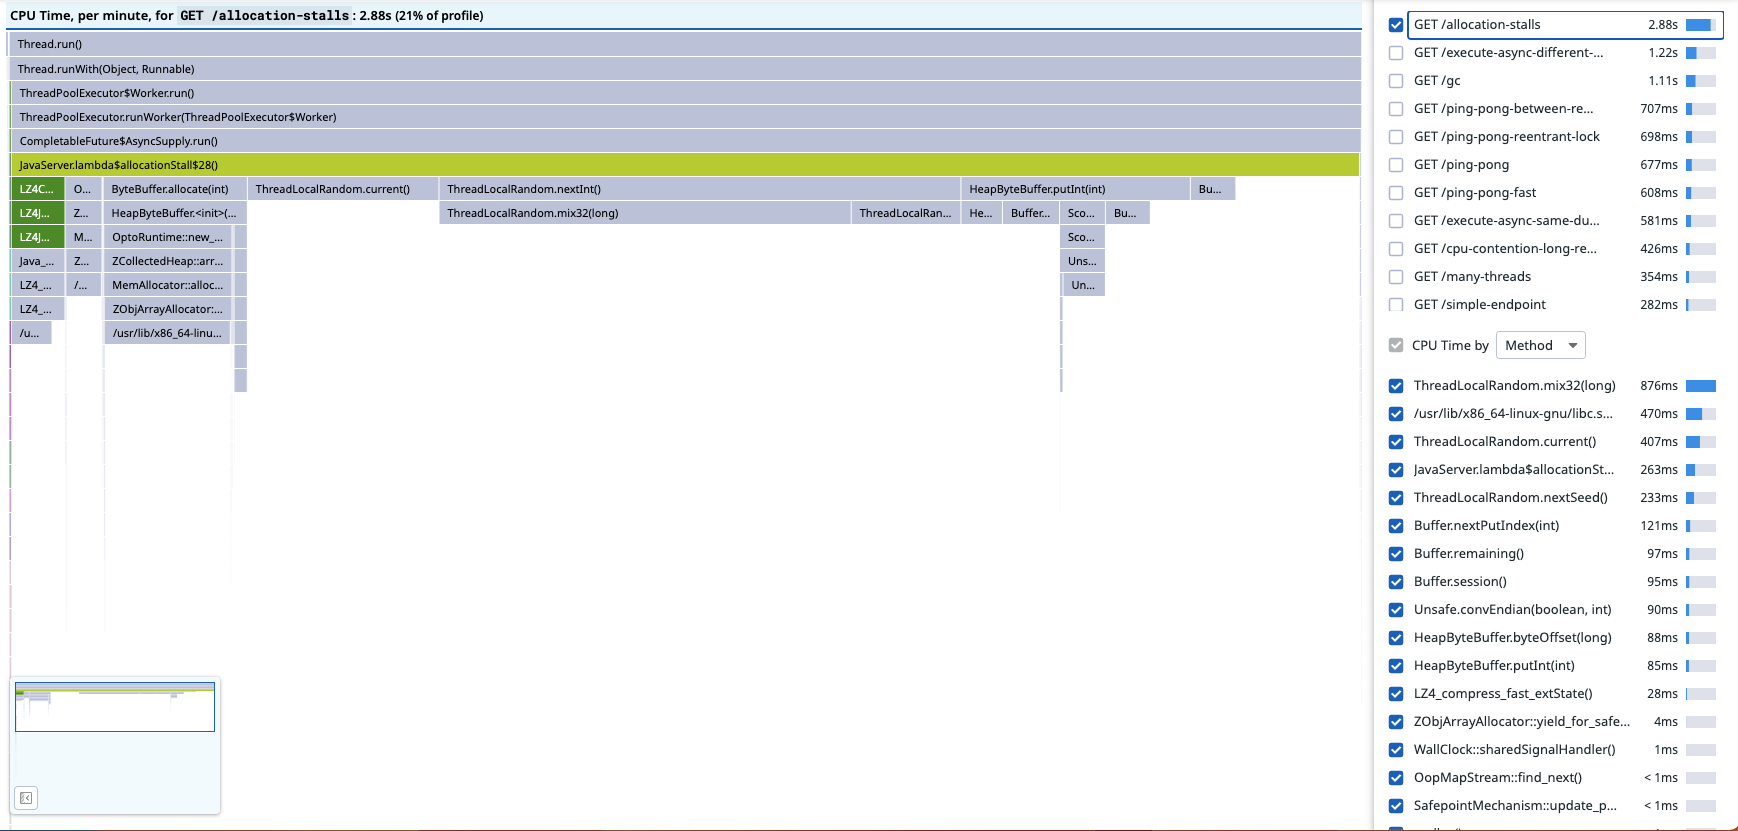 CPU Time, per minute, for GET /allocation-stalls: 2.88s (21% of profile)
Thread.run()
Thread.runWith(Object, Runnable)
ThreadPoolExecutor$Worker.run()
ThreadPoolExecutor.runWorker(ThreadPoolExecutor$Worker)
CompletableFuture$AsyncSupply.run()
JavaServer.lambda$allocationStall$28()
LZ4C... O... ByteBuffer.allocate(int) ThreadLocalRandom.current() ThreadLocalRandom.nextInt() HeapByteBuffer.putInt(int) Bu...
LZ4J... Z... HeapByteBuffer.<init>(... ThreadLocalRandom.mix32(long) ThreadLocalRan... He... Buffer... Sco... Bu...
LZ4J... M... OptoRuntime::new_... Sco...
Java_... Z... ZCollectedHeap::arr... Uns...
LZ4_... /... MemAllocator::alloc... Un...
LZ4_... ZObjArrayAllocator:...
/u... /usr/lib/x86_64-linu...
GET /allocation-stalls 2.88s
GET /execute-async-different-... 1.22s
GET /gc 1.11s
GET /ping-pong-between-re... 707ms
GET /ping-pong-reentrant-lock 698ms
GET /ping-pong 677ms
GET /ping-pong-fast 608ms
GET /execute-async-same-du... 581ms
GET /cpu-contention-long-re... 426ms
GET /many-threads 354ms
GET /simple-endpoint 282ms
CPU Time by Method
ThreadLocalRandom.mix32(long) 876ms
/usr/lib/x86_64-linux-gnu/libc.s... 470ms
ThreadLocalRandom.current() 407ms
JavaServer.lambda$allocationSt... 263ms
ThreadLocalRandom.nextSeed() 233ms
Buffer.nextPutIndex(int) 121ms
Buffer.remaining() 97ms
Buffer.session() 95ms
Unsafe.convEndian(boolean, int) 90ms
HeapByteBuffer.byteOffset(long) 88ms
HeapByteBuffer.putInt(int) 85ms
LZ4_compress_fast_extState() 28ms
ZObjArrayAllocator::yield_for_safe... 4ms
WallClock::sharedSignalHandler() 1ms
OopMapStream::find_next() < 1ms
SafepointMechanism::update_p... < 1ms